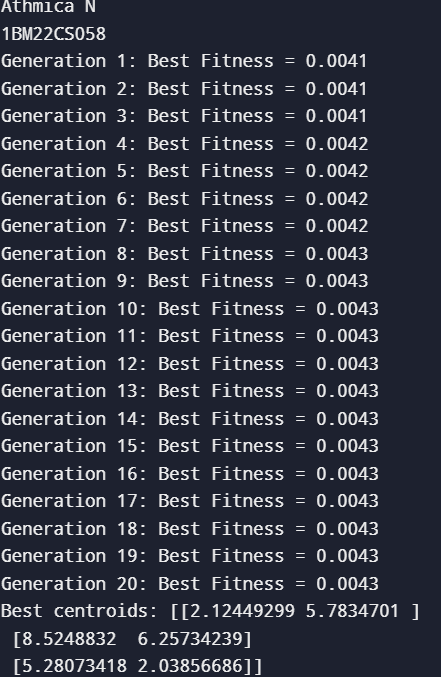 Athmica N
1BM22CS058
Generation 1: Best Fitness = 0.0041
Generation 2: Best Fitness = 0.0041
Generation 3: Best Fitness = 0.0041
Generation 4: Best Fitness = 0.0042
Generation 5: Best Fitness = 0.0042
Generation 6: Best Fitness = 0.0042
Generation 7: Best Fitness = 0.0042
Generation 8: Best Fitness = 0.0043
Generation 9: Best Fitness = 0.0043
Generation 10: Best Fitness = 0.0043
Generation 11: Best Fitness = 0.0043
Generation 12: Best Fitness = 0.0043
Generation 13: Best Fitness = 0.0043
Generation 14: Best Fitness = 0.0043
Generation 15: Best Fitness = 0.0043
Generation 16: Best Fitness = 0.0043
Generation 17: Best Fitness = 0.0043
Generation 18: Best Fitness = 0.0043
Generation 19: Best Fitness = 0.0043
Generation 20: Best Fitness = 0.0043
Best centroids: [[2.12449299 5.7834701 ]
 [8.5248832  6.25734239]
 [5.28073418 2.03856686]]